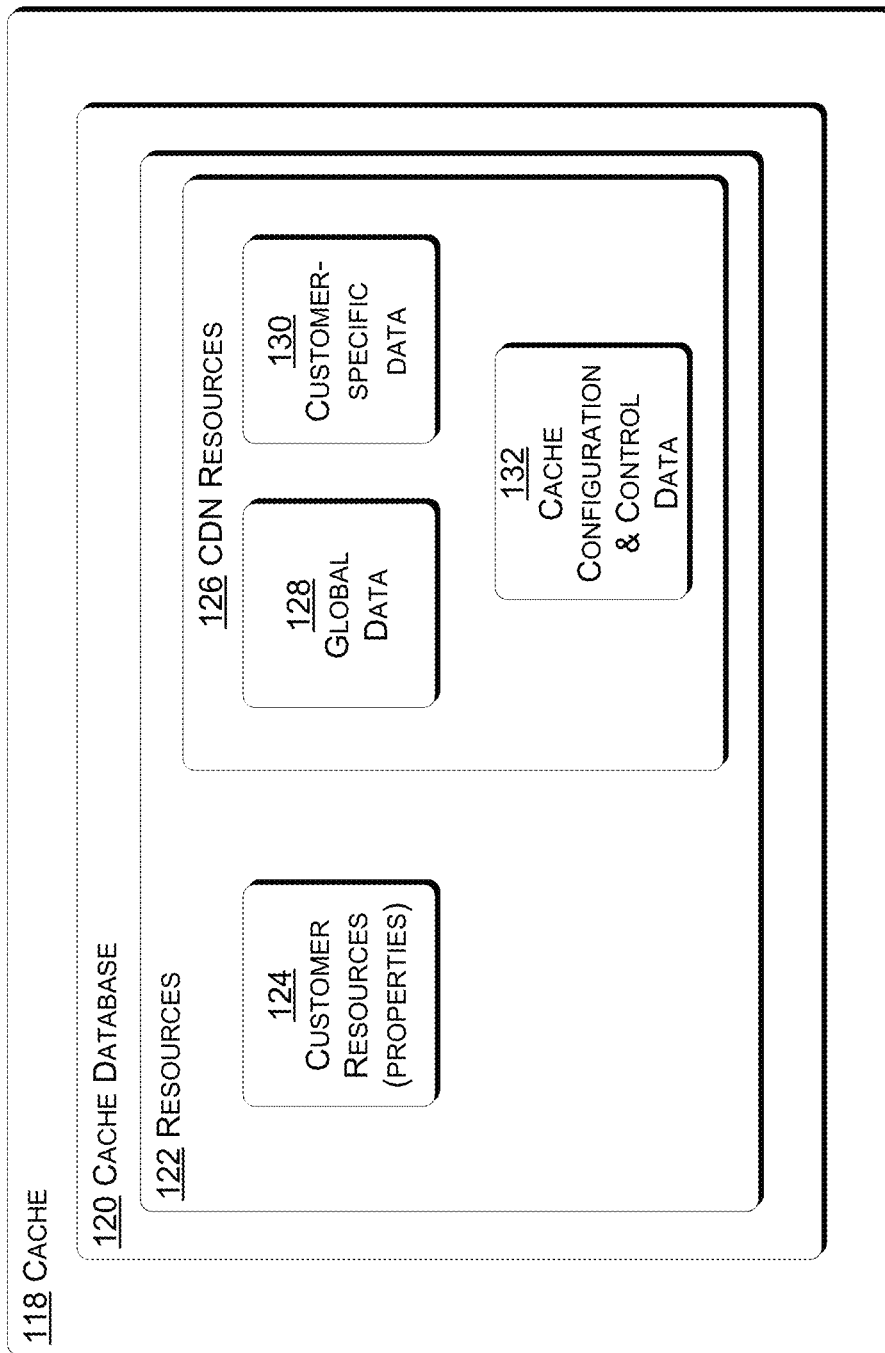 118 CACHE
120 CACHE DATABASE
122 RESOURCES
124
CUSTOMER
RESOURCES
(PROPERTIES)
126 CDN RESOURCES
128
GLOBAL
DATA
130
CUSTOMER-
SPECIFIC
DATA
132
CACHE
CONFIGURATION
& CONTROL
DATA